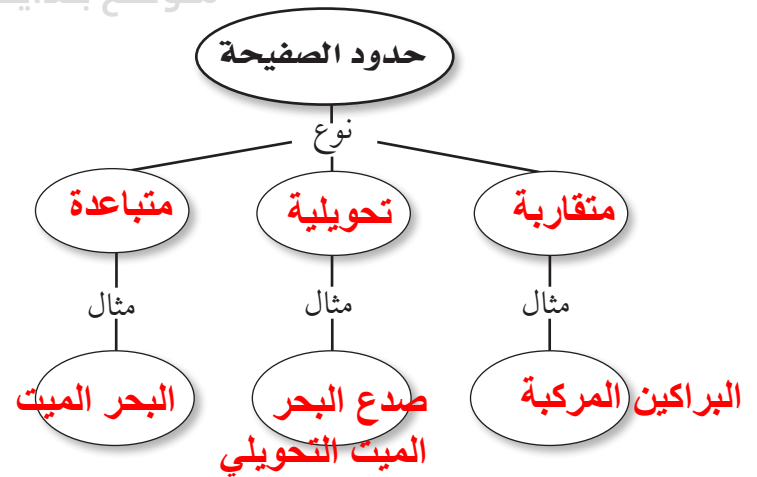 حدود الصفيحة
نوع
متقاربة
تحويلية
متباعدة
مثال
مثال
مثال
البراكين المركبة
صدع البحر
الميت التحويلي
البحر الميت